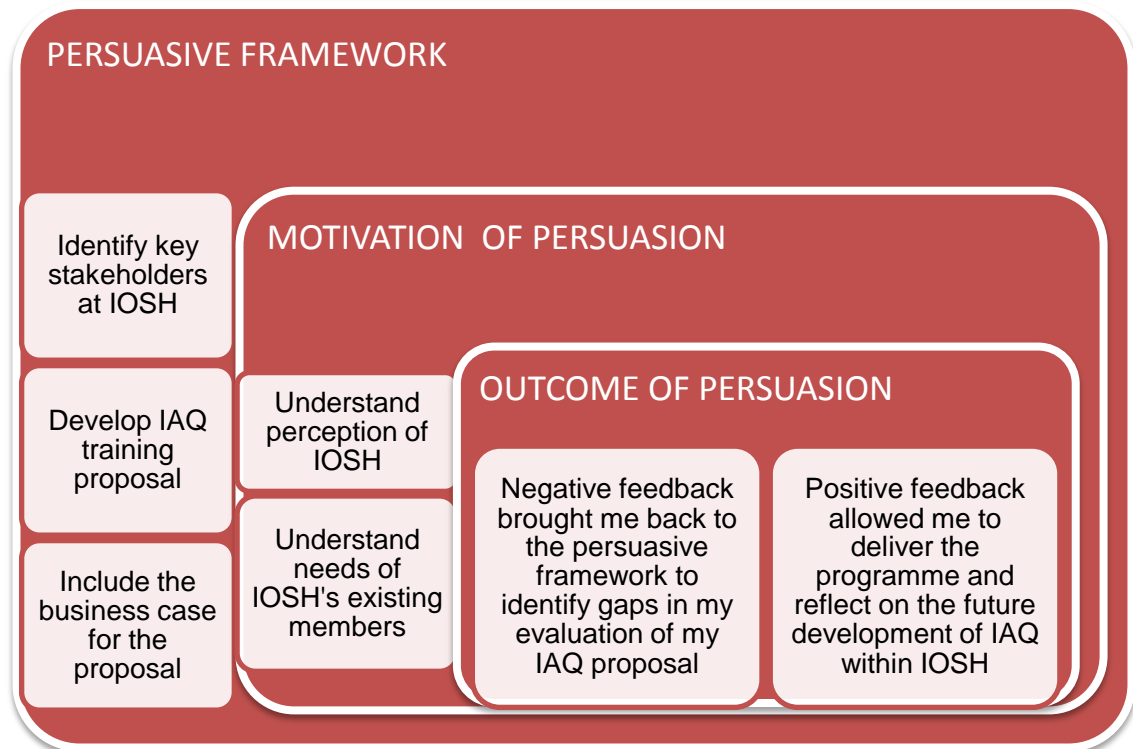 PERSUASIVE FRAMEWORK
Identify key
stakeholders
at IOSH
Develop IAQ
training
proposal
Include the
business case
for the
proposal
MOTIVATION OF PERSUASION
Understand
perception of
IOSH
Understand
needs of
IOSH's existing
members
OUTCOME OF PERSUASION
Negative feedback
brought me back to
the persuasive
framework to
identify gaps in my
evaluation of my
IAQ proposal
Positive feedback
allowed me to
deliver the
programme and
reflect on the future
development of IAQ
within IOSH